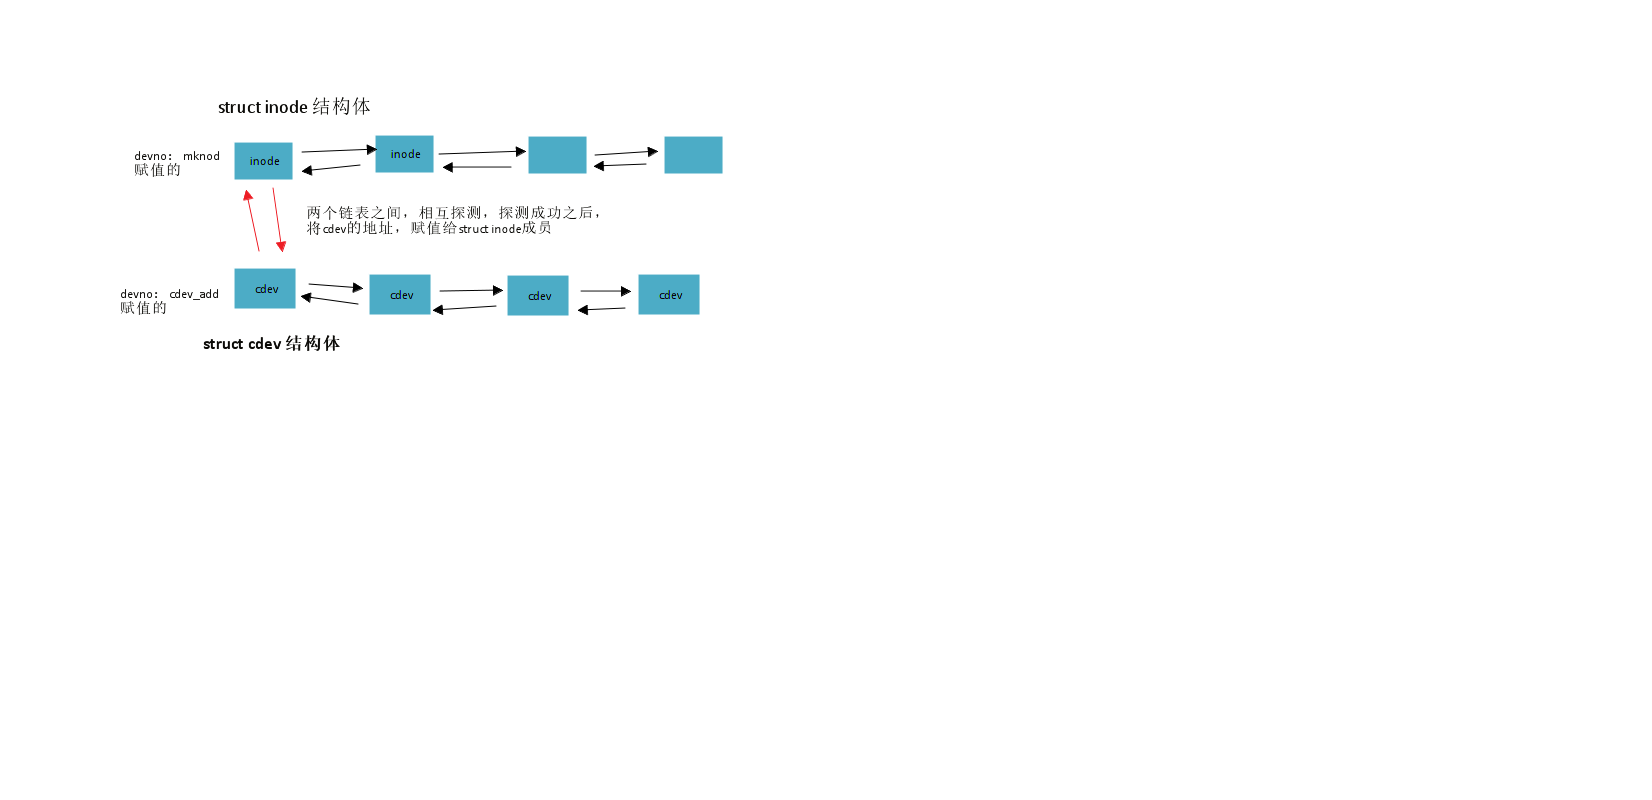 struct inode 结构体
devno： mknod
赋值的
inode
inode
两个链表之间，相互探测，探测成功之后，
将cdev的地址，赋值给struct inode成员
devno： cdev_add
赋值的
cdev
cdev
cdev
cdev
struct cdev 结构体